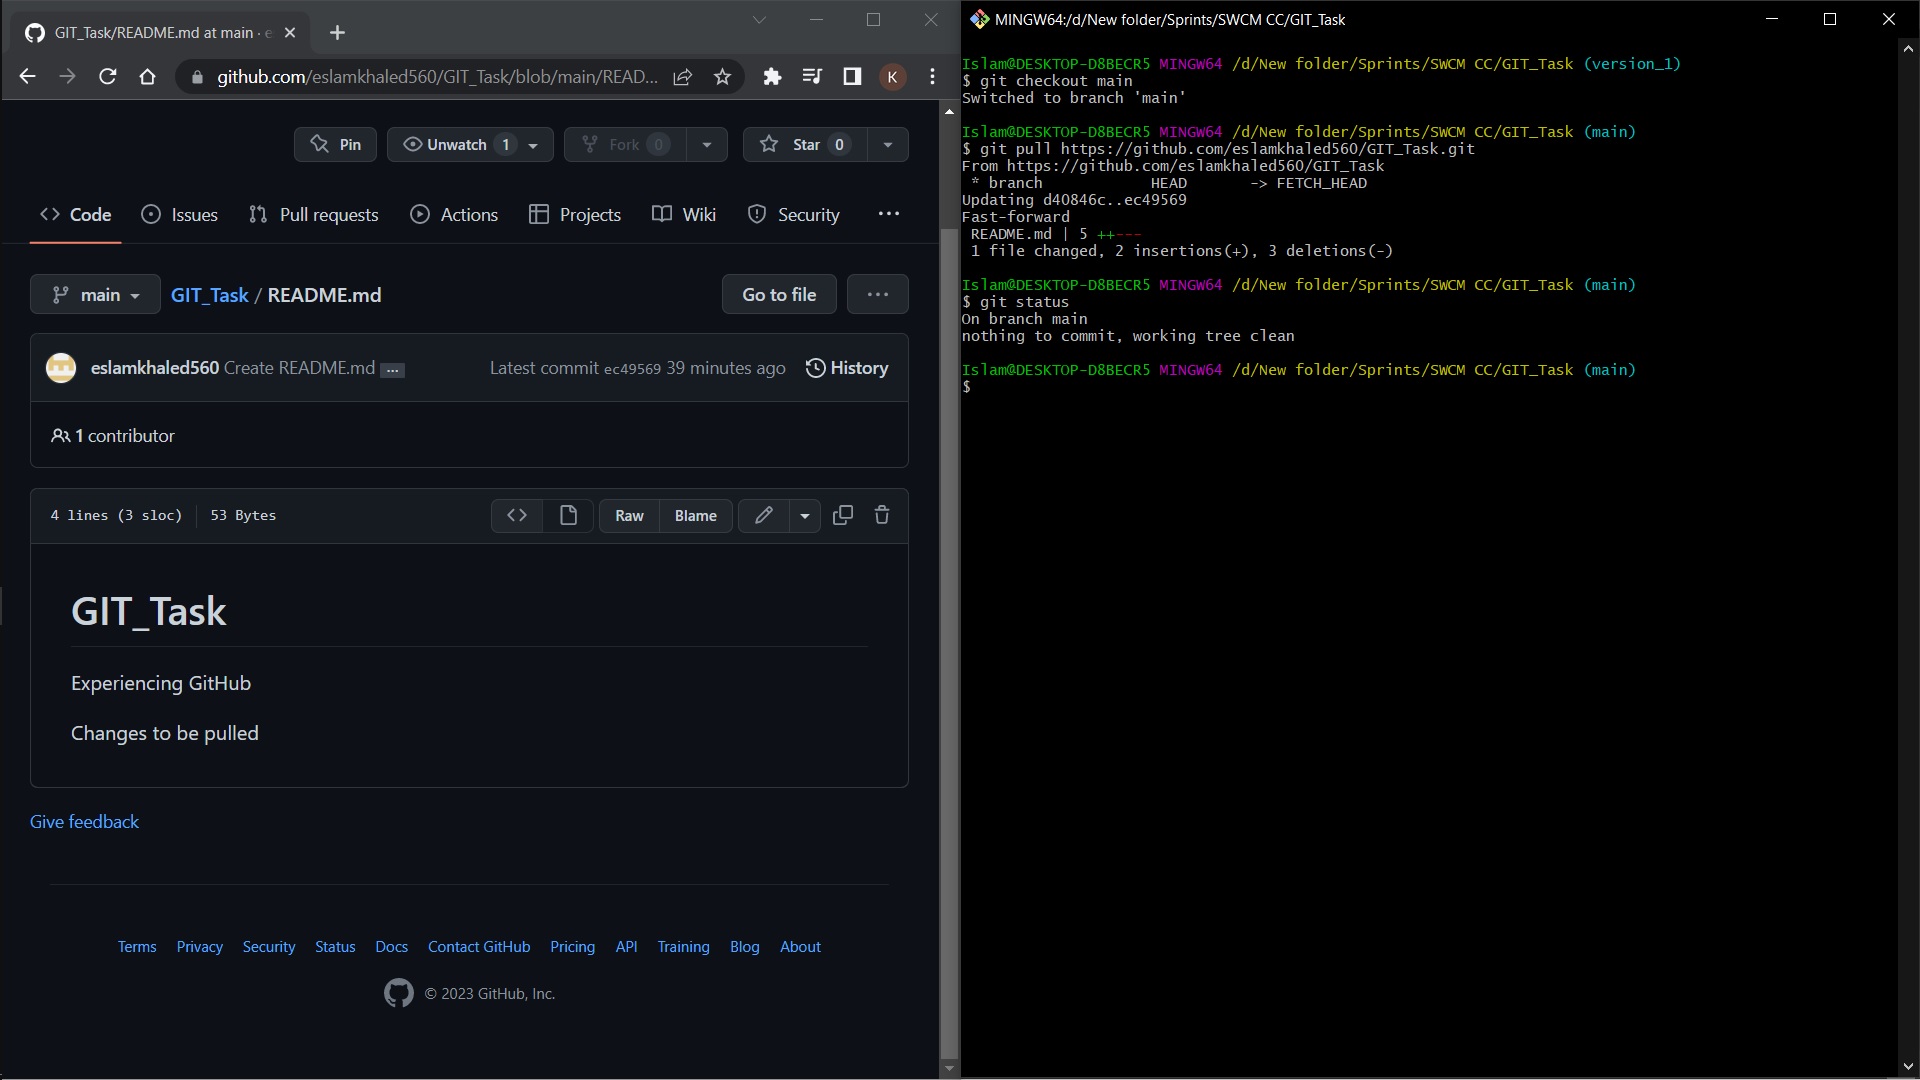 GIT_Task/README.md at main · e
github.com/eslamkhaled560/GIT_Task/blob/main/READ...
K
Pin
Unwatch 1
Fork 0
Star 0
Code
Issues
Pull requests
Actions
Projects
Wiki
Security
...
main
GIT_Task / README.md
Go to file
...
eslamkhaled560 Create README.md ...
Latest commit ec49569 39 minutes ago
History
1 contributor
4 lines (3 sloc)
53 Bytes
Raw
Blame
GIT_Task
Experiencing GitHub
Changes to be pulled
Give feedback
Terms Privacy Security Status Docs Contact GitHub Pricing API Training Blog About
© 2023 GitHub, Inc.
MINGW64:/d/New folder/Sprints/SWCM CC/GIT_Task
Islam@DESKTOP-D8BECR5 MINGW64 /d/New folder/Sprints/SWCM CC/GIT_Task (version_1)
$ git checkout main
Switched to branch 'main'
Islam@DESKTOP-D8BECR5 MINGW64 /d/New folder/Sprints/SWCM CC/GIT_Task (main)
$ git pull https://github.com/eslamkhaled560/GIT_Task.git
From https://github.com/eslamkhaled560/GIT_Task
* branch HEAD -> FETCH_HEAD
Updating d40846c..ec49569
Fast-forward
README.md | 5 ++---
1 file changed, 2 insertions(+), 3 deletions(-)
Islam@DESKTOP-D8BECR5 MINGW64 /d/New folder/Sprints/SWCM CC/GIT_Task (main)
$ git status
On branch main
nothing to commit, working tree clean
Islam@DESKTOP-D8BECR5 MINGW64 /d/New folder/Sprints/SWCM CC/GIT_Task (main)
$